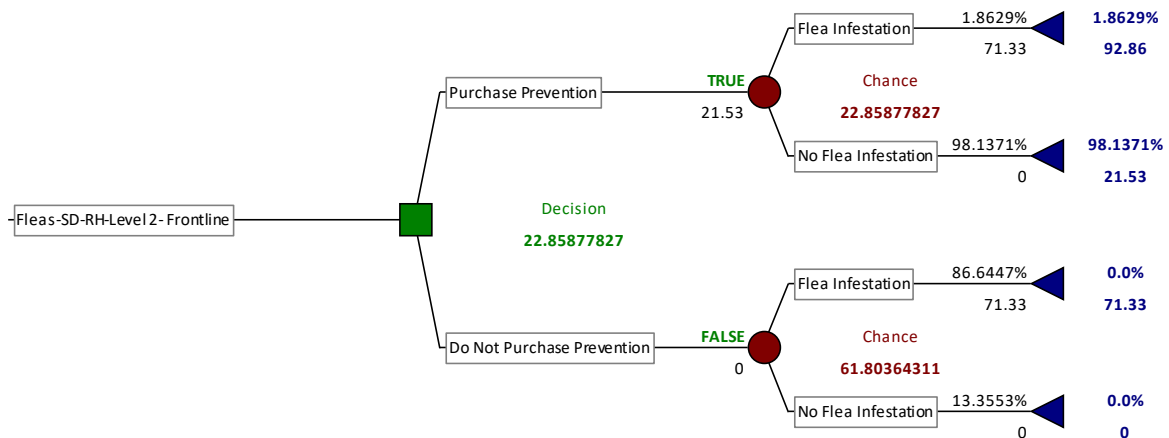 Flea Infestation
1.8629%
71.33
1.8629%
92.86
Purchase Prevention
TRUE
21.53
Chance
22.85877827
No Flea Infestation
98.1371%
0
98.1371%
21.53
Fleas-SD-RH-Level 2- Frontline
Decision
22.85877827
Flea Infestation
86.6447%
71.33
0.0%
71.33
Do Not Purchase Prevention
FALSE
0
Chance
61.80364311
No Flea Infestation
13.3553%
0
0.0%
0